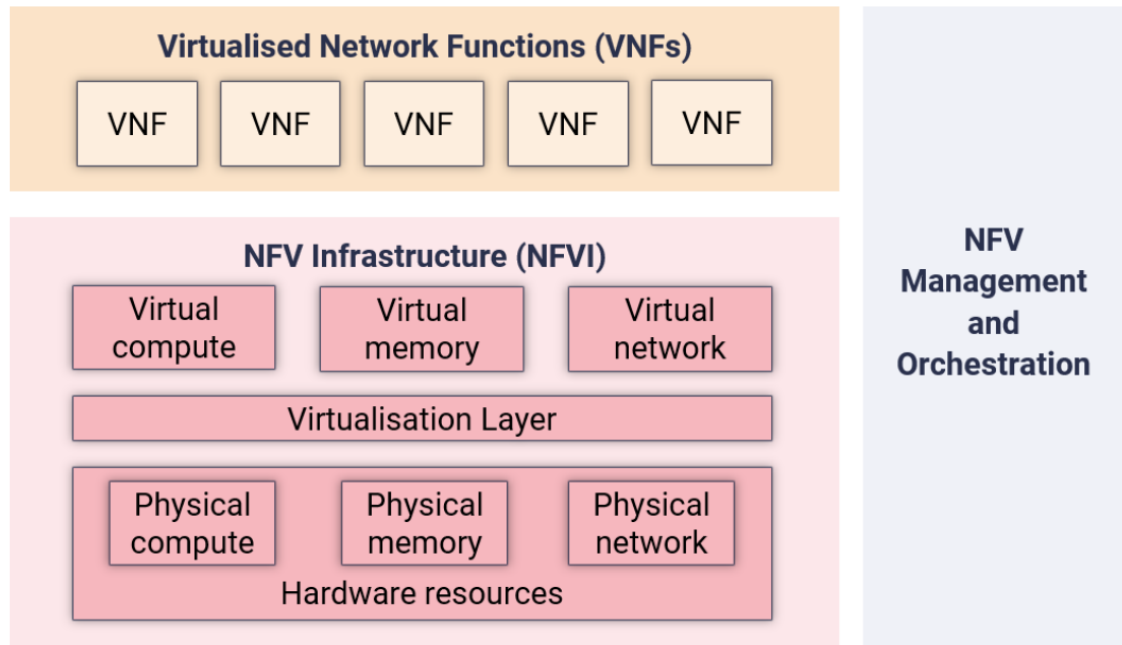 Virtualised Network Functions (VNFs)
VNF
VNF
VNF
VNF
VNF
NFV Infrastructure (NFVI)
Virtual
compute
Virtual
memory
Virtual
network
Virtualisation Layer
Physical
compute
Physical
memory
Physical
network
Hardware resources
NFV
Management
and
Orchestration